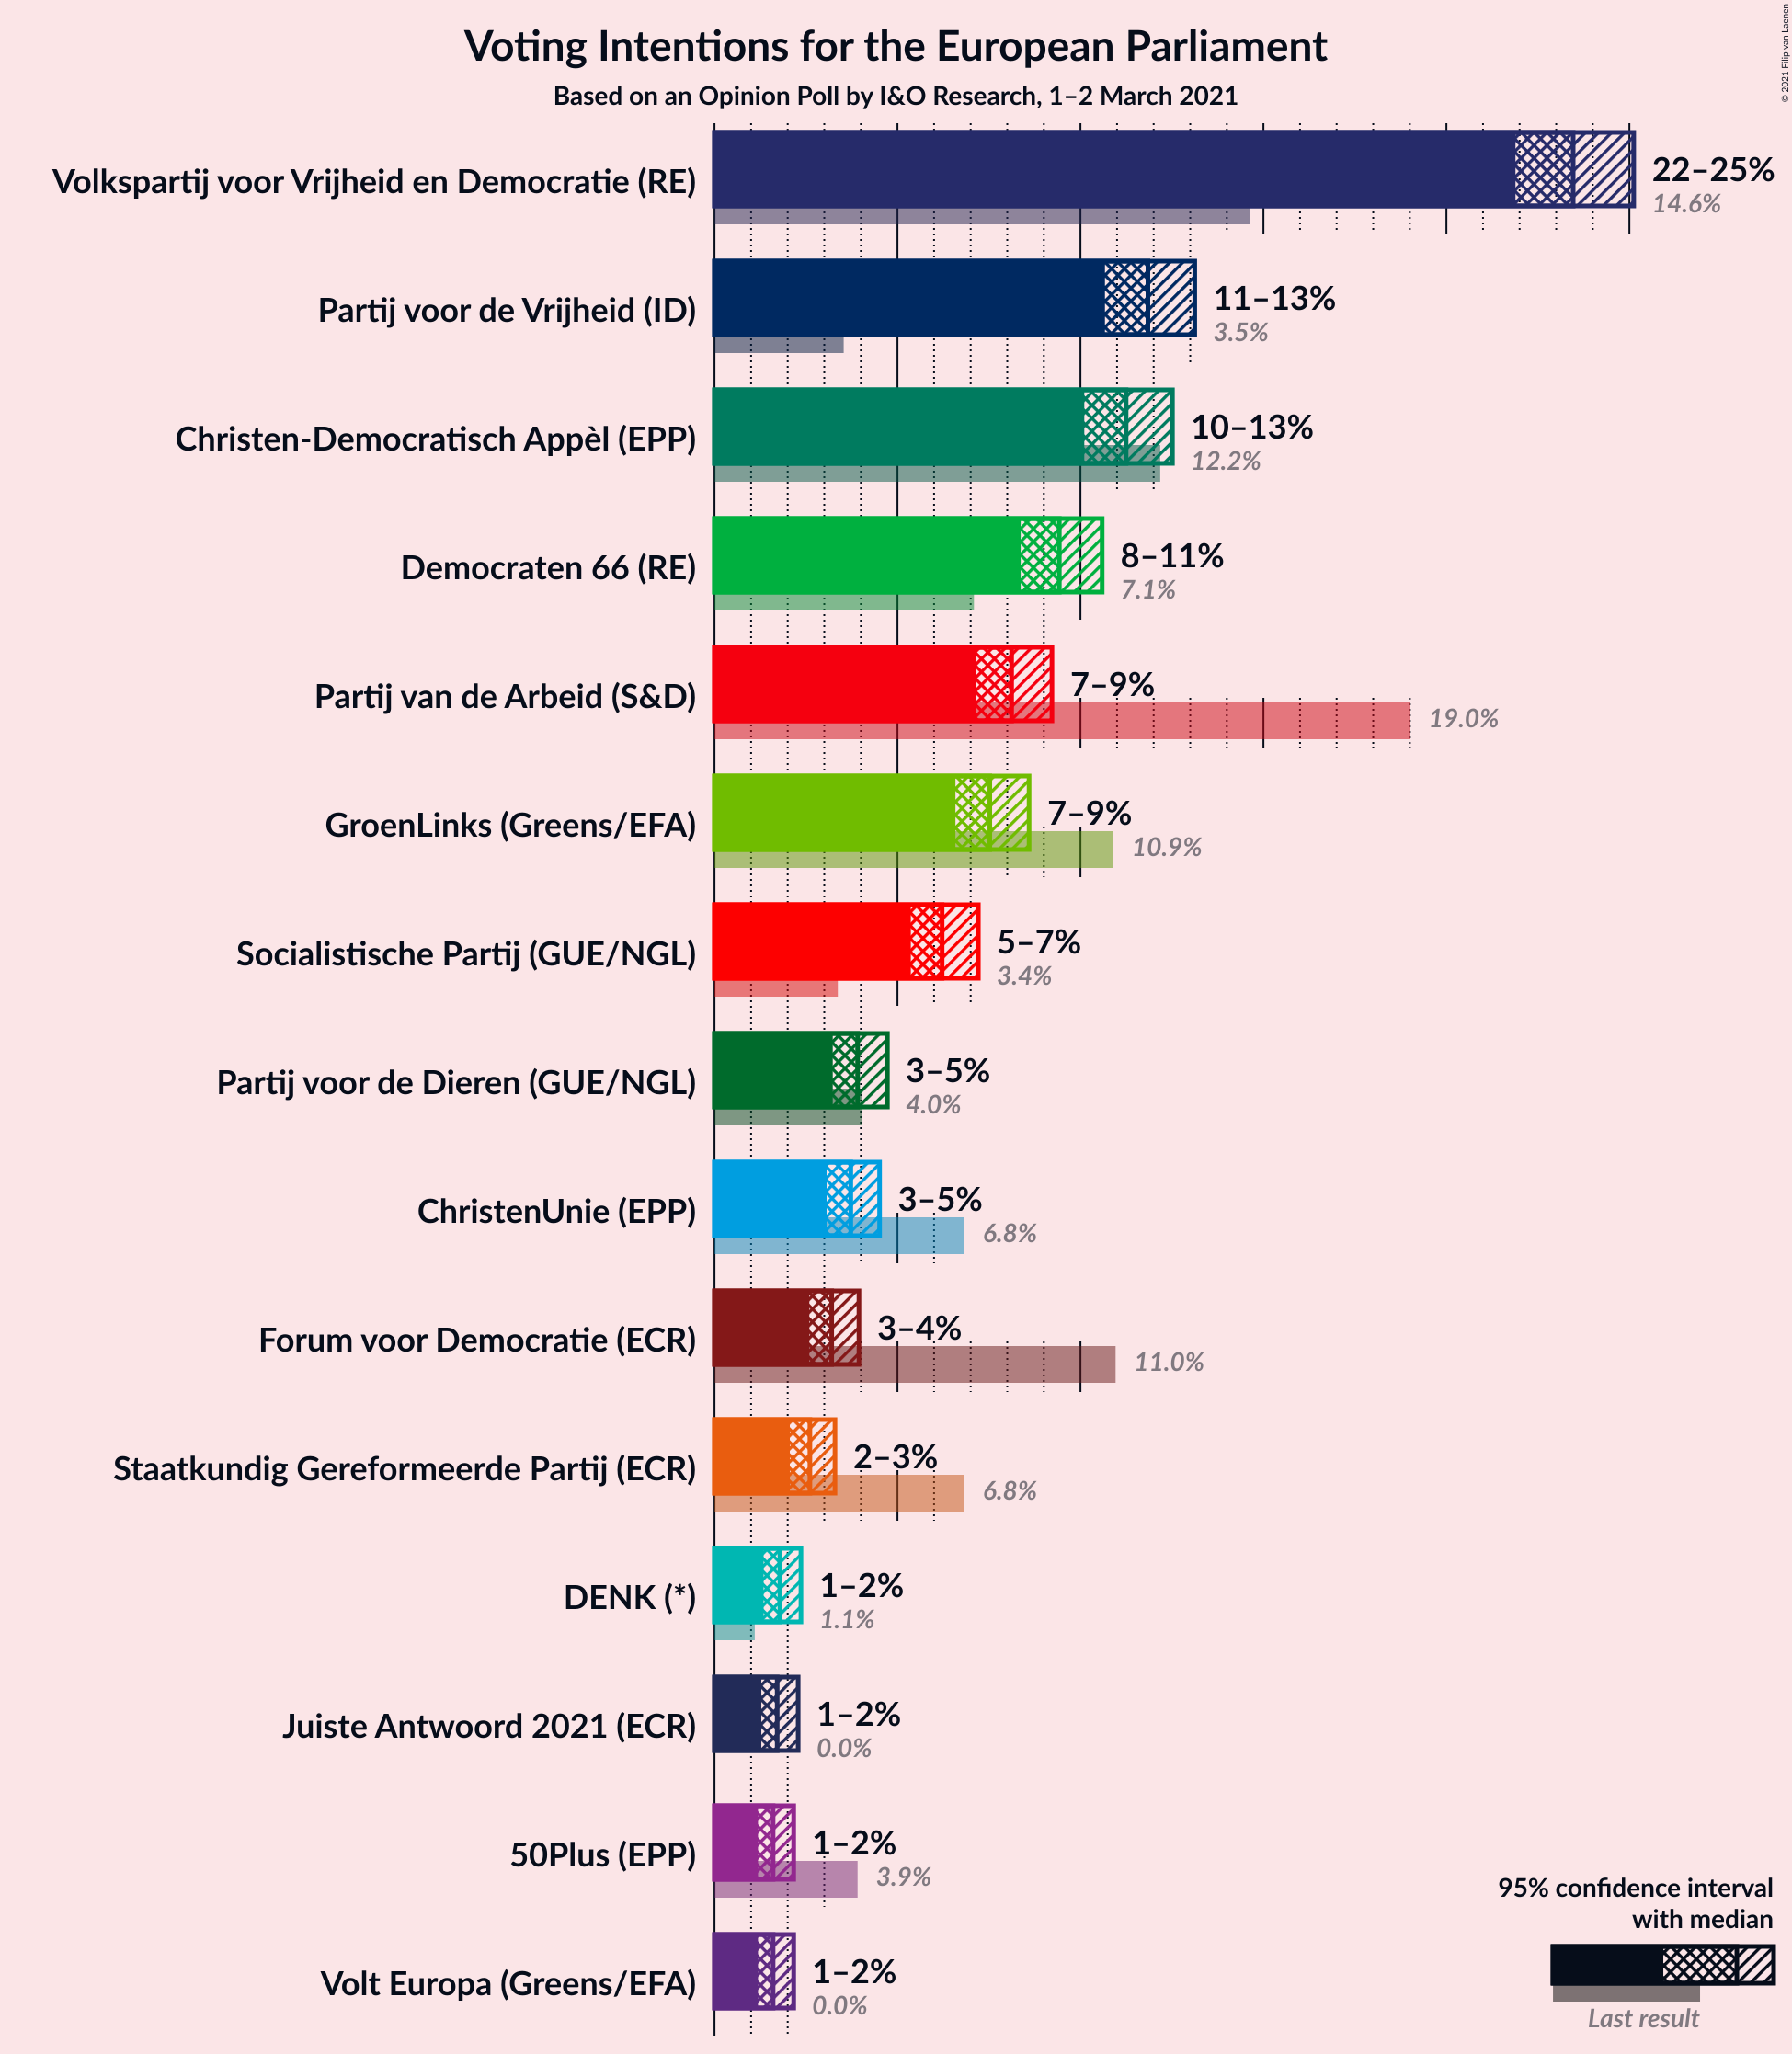 Voting Intentions for the European Parliament
Based on an Opinion Poll by I&O Research, 1–2 March 2021
© 2021 Filip van Laenen
Volkspartij voor Vrijheid en Democratie (RE)
22–25%
14.6%
Partij voor de Vrijheid (ID)
11–13%
3.5%
Christen-Democratisch Appèl (EPP)
10–13%
12.2%
Democraten 66 (RE)
8–11%
7.1%
Partij van de Arbeid (S&D)
7–9%
19.0%
GroenLinks (Greens/EFA)
7–9%
10.9%
Socialistische Partij (GUE/NGL)
5–7%
3.4%
Partij voor de Dieren (GUE/NGL)
3–5%
4.0%
ChristenUnie (EPP)
3–5%
6.8%
Forum voor Democratie (ECR)
3–4%
11.0%
Staatkundig Gereformeerde Partij (ECR)
2–3%
6.8%
DENK (*)
1–2%
1.1%
Juiste Antwoord 2021 (ECR)
1–2%
0.0%
50Plus (EPP)
1–2%
3.9%
Volt Europa (Greens/EFA)
1–2%
0.0%
95% confidence interval
with median
Last result